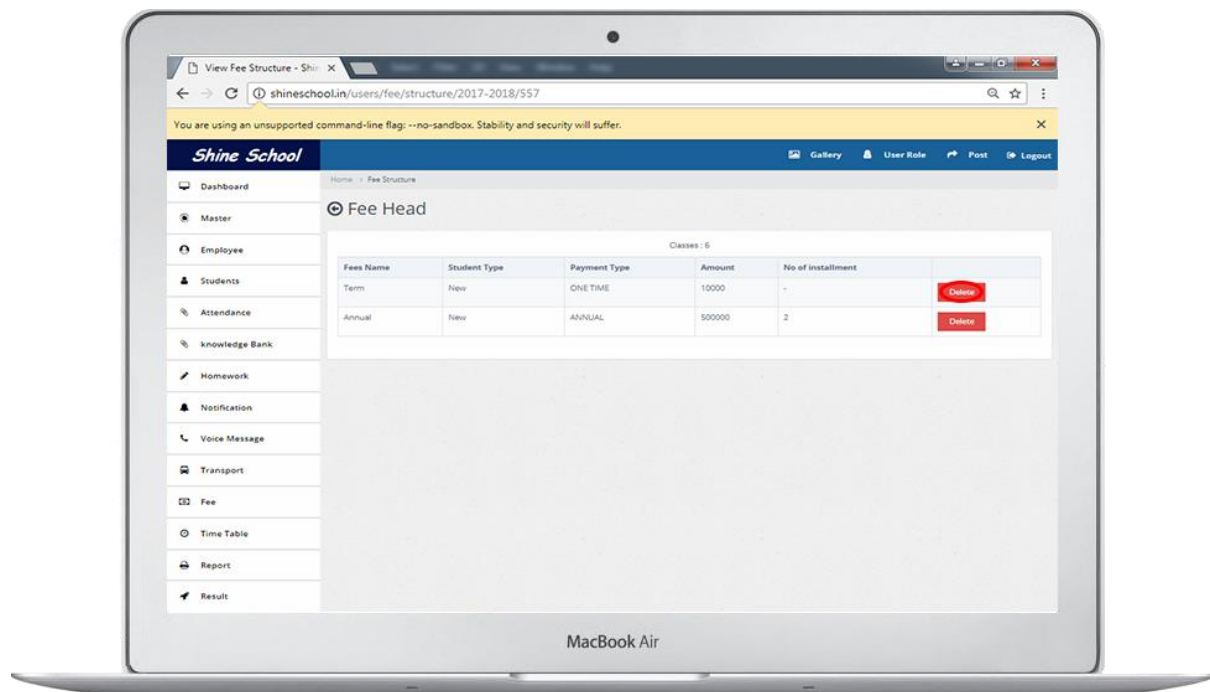 View Fee Structure - Shin
shineschool.in/users/fee/structure/2017-2018/557
You are using an unsupported command-line flag: --no-sandbox. Stability and security will suffer.
Shine School
Gallery User Role Post Logout
Dashboard
Master
Employee
Students
Attendance
knowledge Bank
Homework
Notification
Voice Message
Transport
Fee
Time Table
Report
Result
Home > Fee Structure
Fee Head
Classes : 6
Fees Name Student Type Payment Type Amount No of installment
Term New ONE TIME 10000 - Delete
Annual New ANNUAL 500000 2 Delete
MacBook Air